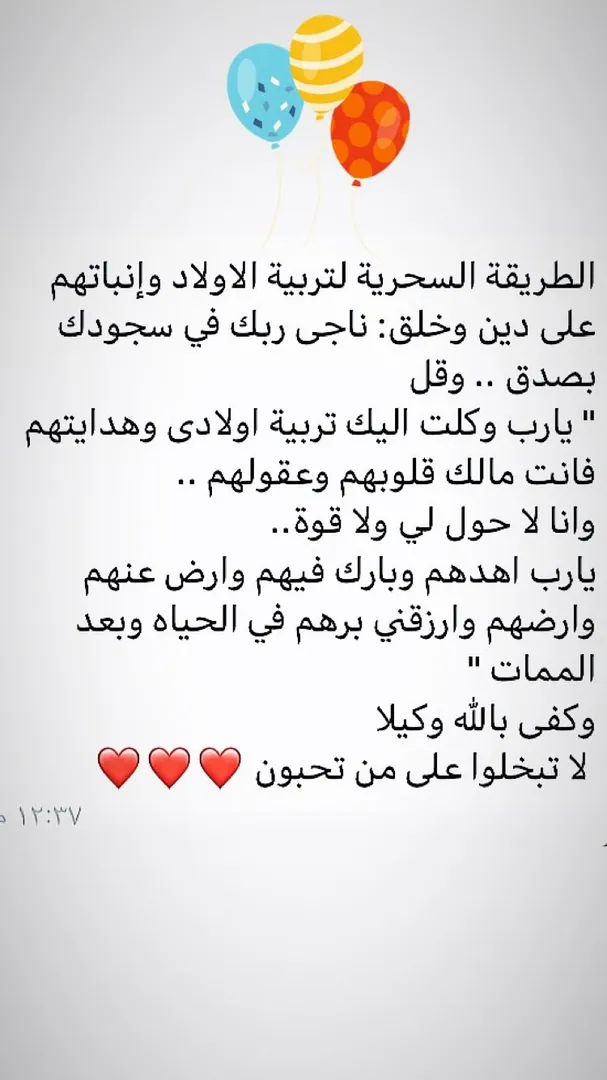 الطريقة السحرية لتربية الاولاد وإنباتهم
على دين وخلق: ناجى ربك في سجودك
بصدق .. وقل
" يارب وكلت اليك تربية اولادى وهدايتهم
فانت مالك قلوبهم وعقولهم ..
وانا لا حول لي ولا قوة..
يارب اهدهم وبارك فيهم وارض عنهم
وارضهم وارزقني برهم في الحياه وبعد
الممات "
وكفى بالله وكيلا
لا تبخلوا على من تحبون ❤️❤️❤️
١٢:٣٧